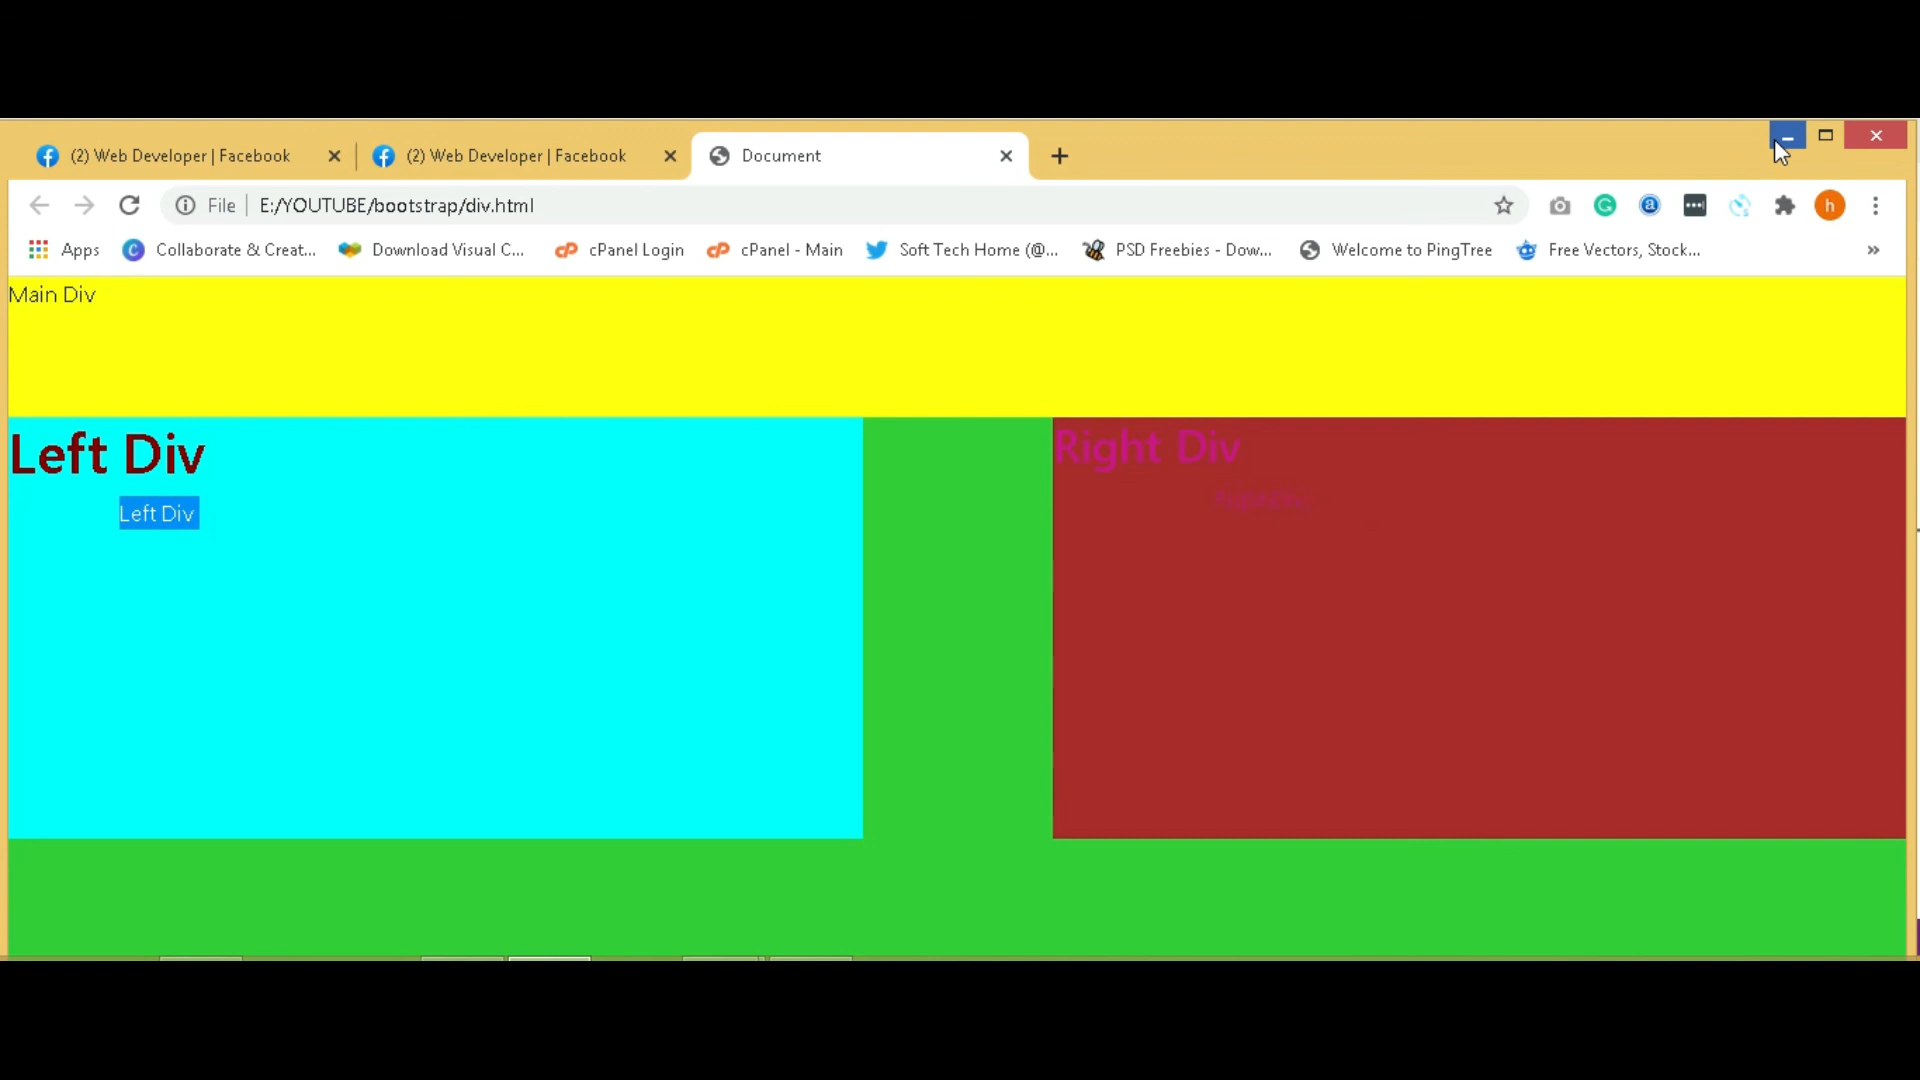 (2) Web Developer | Facebook
(2) Web Developer | Facebook
Document
File
E:/YOUTUBE/bootstrap/div.html
h
Apps
Collaborate & Creat...
Download Visual C...
cPanel Login
cPanel - Main
Soft Tech Home (@...
PSD Freebies - Dow...
Welcome to PingTree
Free Vectors, Stock...
Main Div
Left Div
Right Div
Left Div